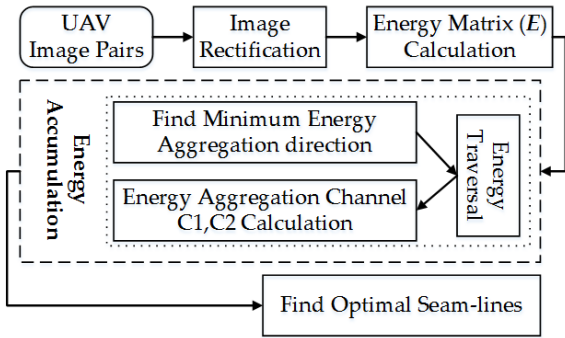 UAV
Image Pairs
Image
Rectification
Energy Matrix (E)
Calculation
Energy
Accumulation
Find Minimum Energy
Aggregation direction
Energy
Traversal
Energy Aggregation Channel
C1,C2 Calculation
Find Optimal Seam-lines